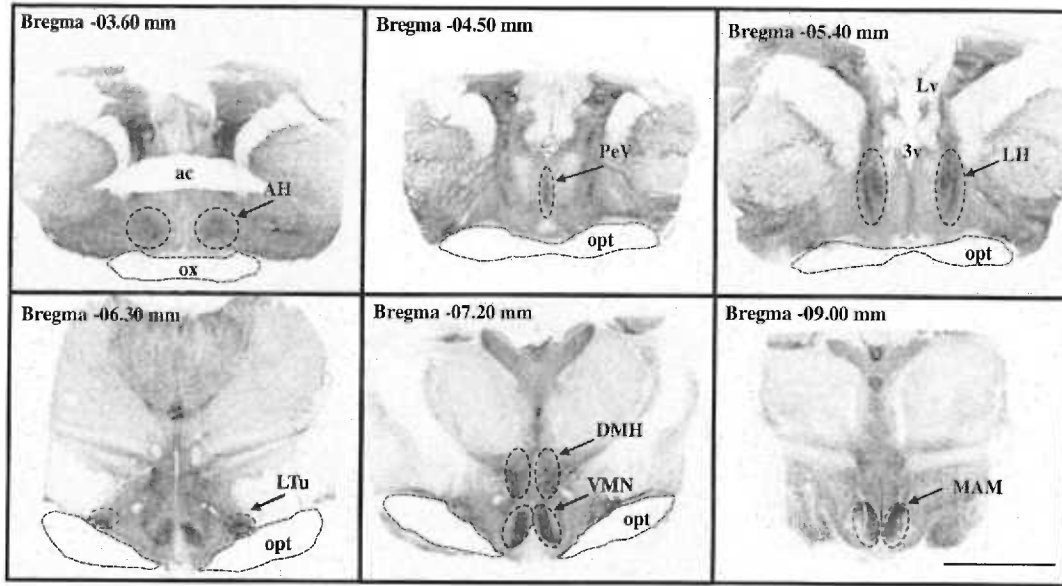 Bregma -03.60 mm
ac
AH
ox
Bregma -04.50 mm
PeV
opt
Bregma -05.40 mm
Lv
3v
LH
opt
Bregma -06.30 mm
LTu
opt
Bregma -07.20 mm
DMH
VMN
opt
Bregma -09.00 mm
MAM